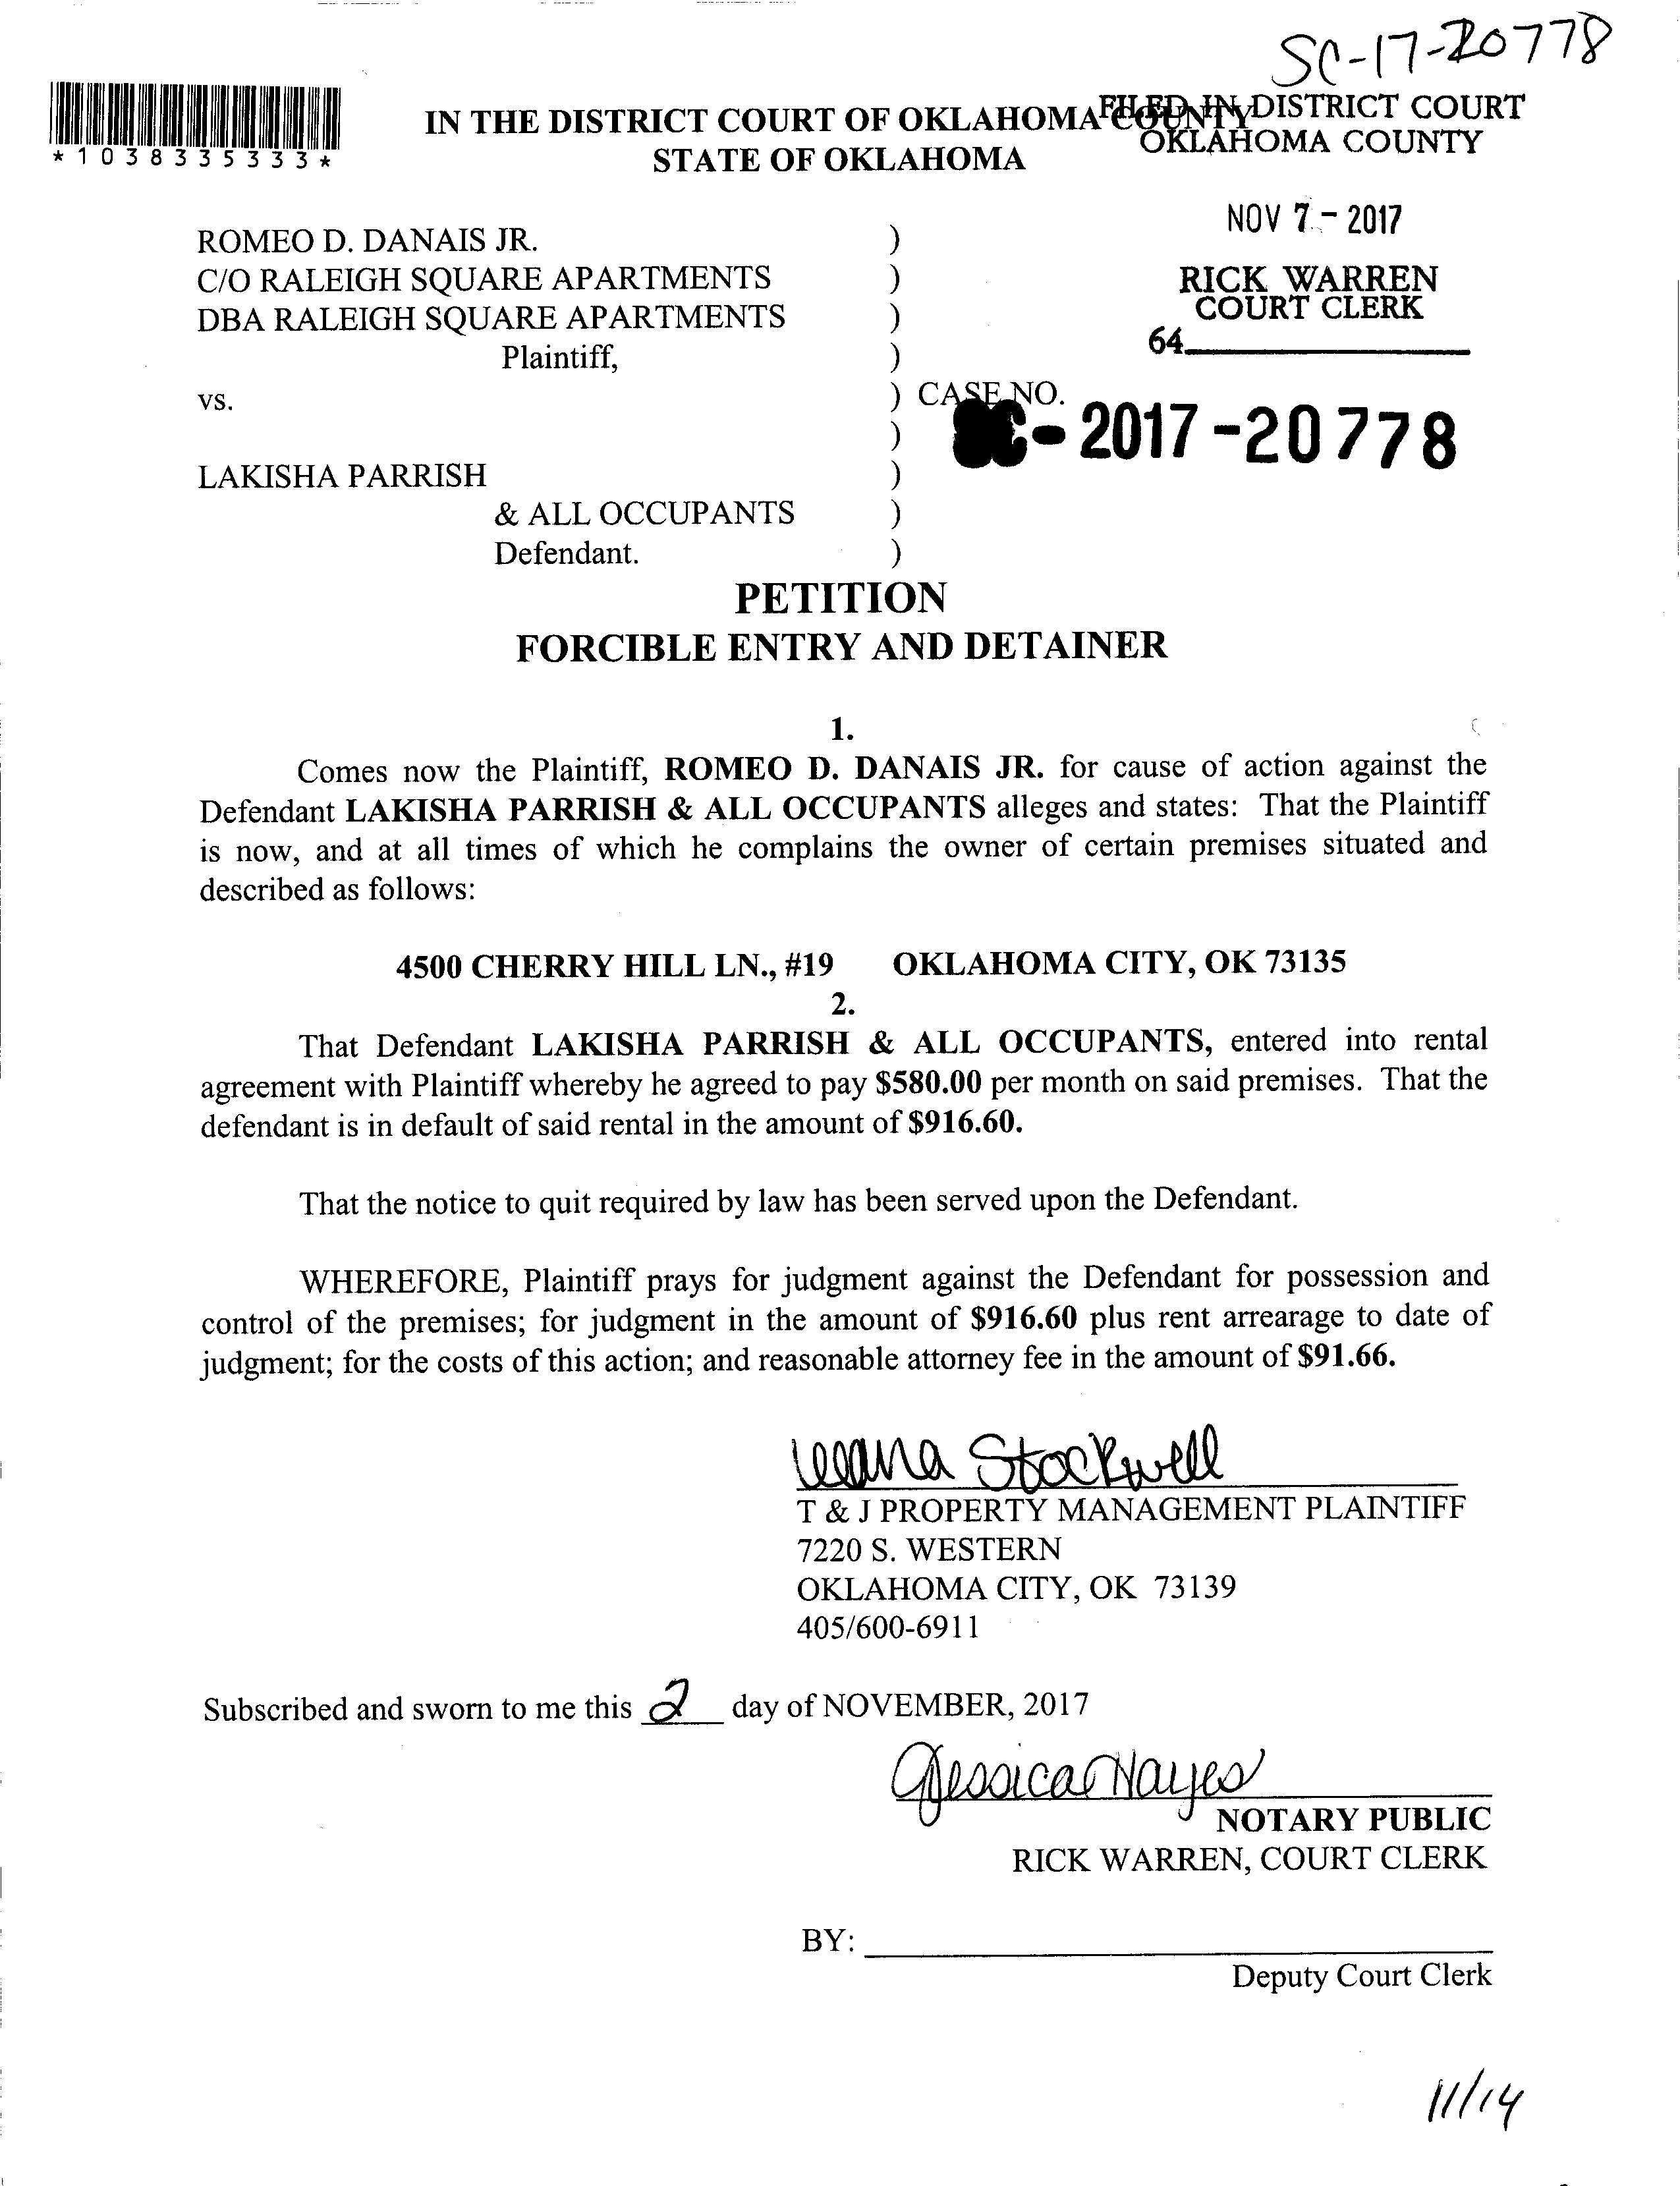 SC-17-20778
*1038335333*
IN THE DISTRICT COURT OF OKLAHOMA COUNTY
STATE OF OKLAHOMA
FILED IN DISTRICT COURT
OKLAHOMA COUNTY
NOV 7 - 2017
RICK WARREN
COURT CLERK
64
ROMEO D. DANAIS JR. )
C/O RALEIGH SQUARE APARTMENTS )
DBA RALEIGH SQUARE APARTMENTS )
Plaintiff, )
vs. ) CASE NO.
) SC-2017-20778
LAKISHA PARRISH )
& ALL OCCUPANTS )
Defendant. )
PETITION
FORCIBLE ENTRY AND DETAINER
1.
Comes now the Plaintiff, ROMEO D. DANAIS JR. for cause of action against the
Defendant LAKISHA PARRISH & ALL OCCUPANTS alleges and states: That the Plaintiff
is now, and at all times of which he complains the owner of certain premises situated and
described as follows:
4500 CHERRY HILL LN., #19 OKLAHOMA CITY, OK 73135
2.
That Defendant LAKISHA PARRISH & ALL OCCUPANTS, entered into rental
agreement with Plaintiff whereby he agreed to pay $580.00 per month on said premises. That the
defendant is in default of said rental in the amount of $916.60.
That the notice to quit required by law has been served upon the Defendant.
WHEREFORE, Plaintiff prays for judgment against the Defendant for possession and
control of the premises; for judgment in the amount of $916.60 plus rent arrearage to date of
judgment; for the costs of this action; and reasonable attorney fee in the amount of $91.66.
Stockwell
T & J PROPERTY MANAGEMENT PLAINTIFF
7220 S. WESTERN
OKLAHOMA CITY, OK 73139
405/600-6911
Subscribed and sworn to me this 2 day of NOVEMBER, 2017
Jessica Hayes
NOTARY PUBLIC
RICK WARREN, COURT CLERK
BY:
Deputy Court Clerk
11/14